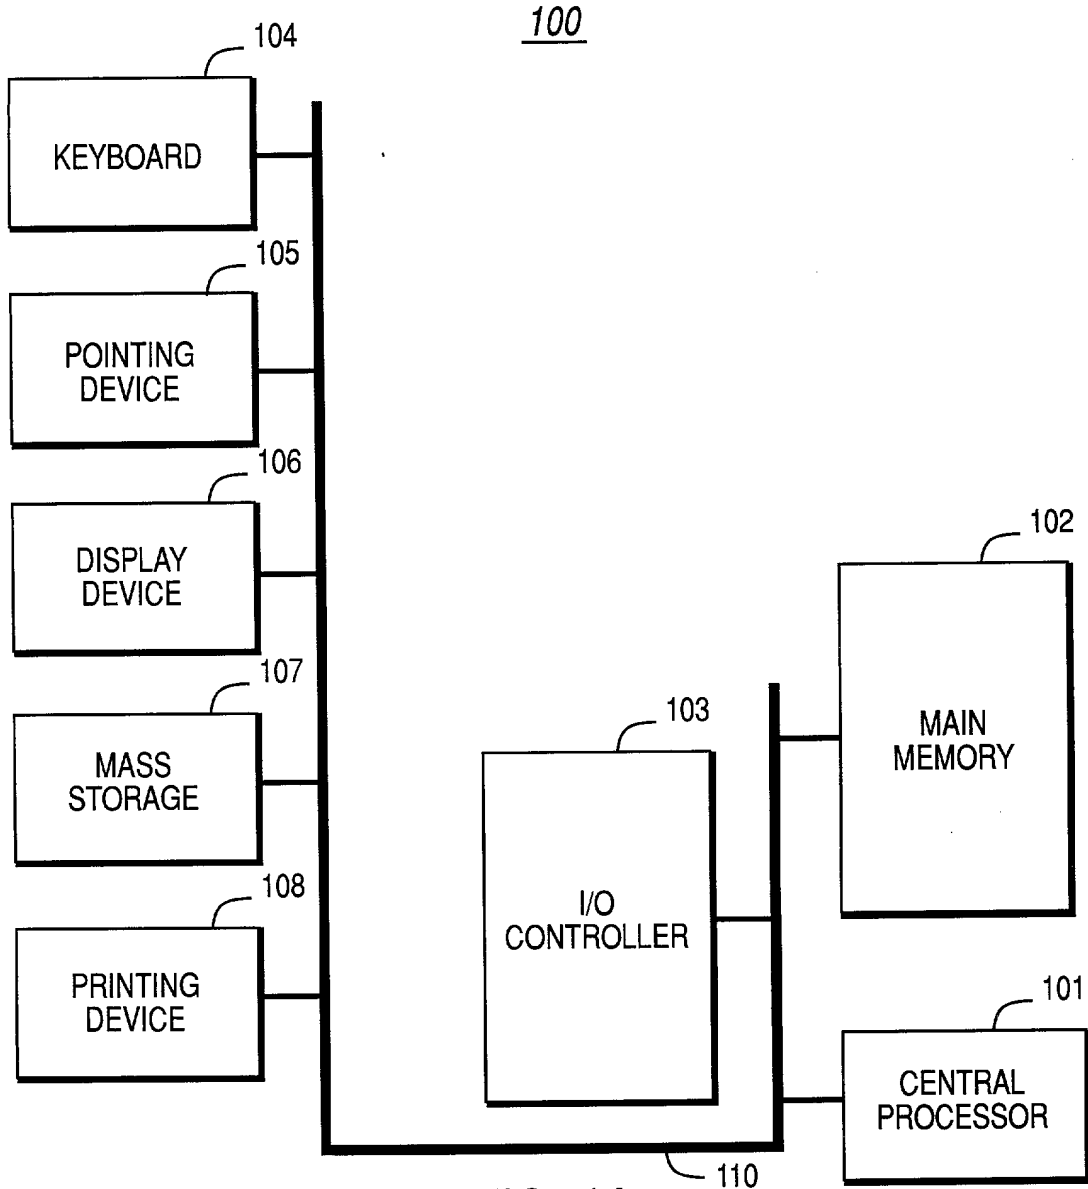 100
104
KEYBOARD
105
POINTING
DEVICE
106
DISPLAY
DEVICE
107
MASS
STORAGE
108
PRINTING
DEVICE
103
I/O
CONTROLLER
102
MAIN
MEMORY
101
CENTRAL
PROCESSOR
110